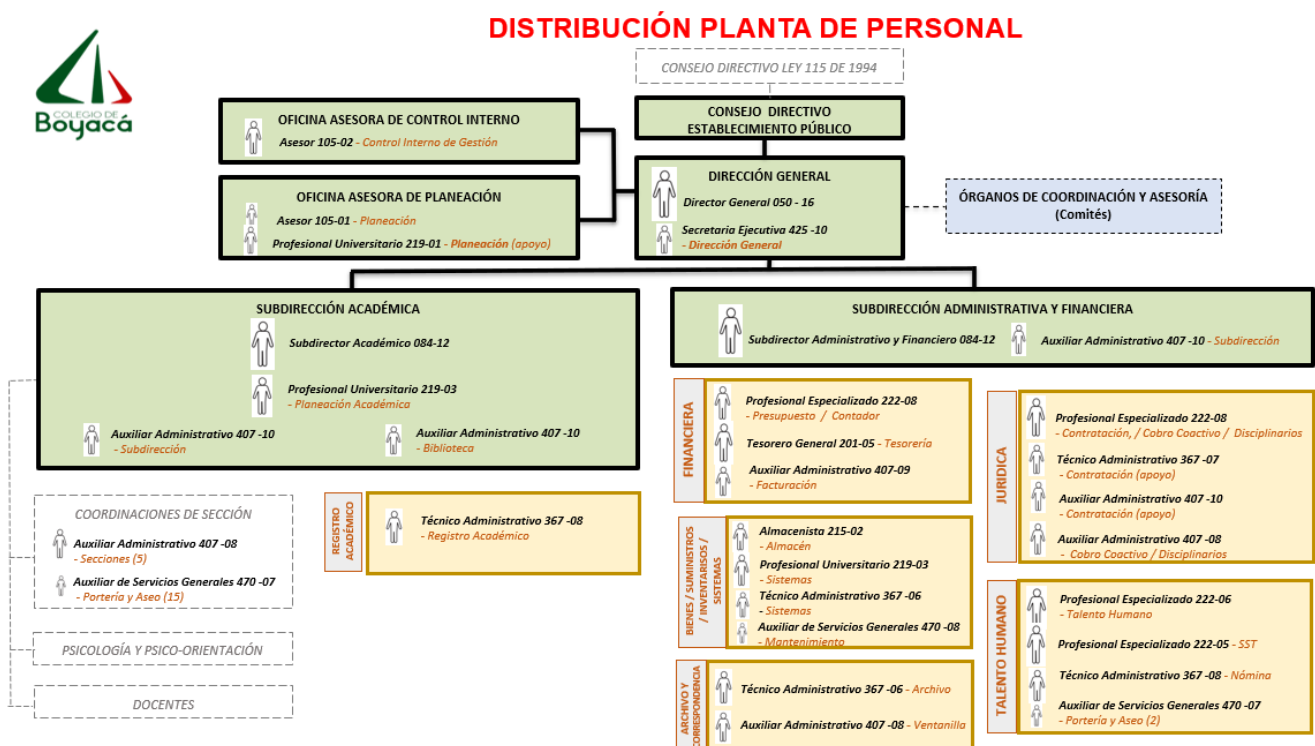 DISTRIBUCIÓN PLANTA DE PERSONAL
COLEGIO DE
Boyacá
CONSEJO DIRECTIVO LEY 115 DE 1994
CONSEJO DIRECTIVO
ESTABLECIMIENTO PÚBLICO
OFICINA ASESORA DE CONTROL INTERNO
Asesor 105-02 - Control Interno de Gestión
OFICINA ASESORA DE PLANEACIÓN
Asesor 105-01 - Planeación
Profesional Universitario 219-01 - Planeación (apoyo)
DIRECCIÓN GENERAL
Director General 050 - 16
Secretaria Ejecutiva 425 -10
- Dirección General
ÓRGANOS DE COORDINACIÓN Y ASESORÍA
(Comités)
SUBDIRECCIÓN ACADÉMICA
Subdirector Académico 084-12
Profesional Universitario 219-03
- Planeación Académica
Auxiliar Administrativo 407 -10
- Subdirección
Auxiliar Administrativo 407 -10
- Biblioteca
COORDINACIONES DE SECCIÓN
Auxiliar Administrativo 407 -08
- Secciones (5)
Auxiliar de Servicios Generales 470 -07
- Portería y Aseo (15)
PSICOLOGÍA Y PSICO-ORIENTACIÓN
DOCENTES
REGISTRO
ACADÉMICO
Técnico Administrativo 367 -08
- Registro Académico
SUBDIRECCIÓN ADMINISTRATIVA Y FINANCIERA
Subdirector Administrativo y Financiero 084-12
Auxiliar Administrativo 407 -10 - Subdirección
FINANCIERA
Profesional Especializado 222-08
- Presupuesto / Contador
Tesorero General 201-05 - Tesorería
Auxiliar Administrativo 407-09
- Facturación
BIENES / SUMINISTROS
/ INVENTARISOS /
SISTEMAS
Almacenista 215-02
- Almacén
Profesional Universitario 219-03
- Sistemas
Técnico Administrativo 367 -06
- Sistemas
Auxiliar de Servicios Generales 470 -08
- Mantenimiento
ARCHIVO Y
CORRESPONDENCIA
Técnico Administrativo 367 -06 - Archivo
Auxiliar Administrativo 407 -08 - Ventanilla
JURIDICA
Profesional Especializado 222-08
- Contratación, / Cobro Coactivo / Disciplinarios
Técnico Administrativo 367 -07
- Contratación (apoyo)
Auxiliar Administrativo 407 -10
- Contratación (apoyo)
Auxiliar Administrativo 407 -08
- Cobro Coactivo / Disciplinarios
TALENTO HUMANO
Profesional Especializado 222-06
- Talento Humano
Profesional Especializado 222-05 - SST
Técnico Administrativo 367 -08 - Nómina
Auxiliar de Servicios Generales 470 -07
- Portería y Aseo (2)